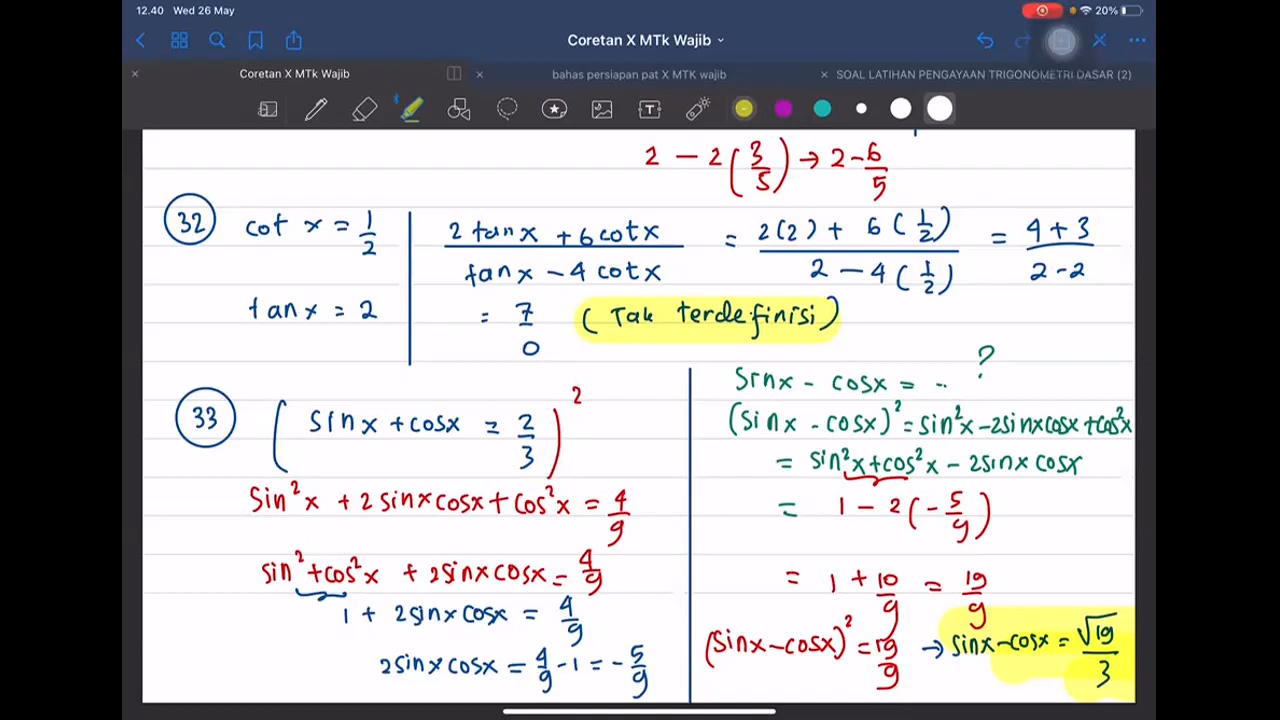 12.40 Wed 26 May
20%
Coretan X MTk Wajib
Coretan X MTk Wajib
bahas persiapan pat X MTK wajib
SOAL LATIHAN PENGAYAAN TRIGONOMETRI DASAR (2)
2 - 2(3/5) → 2 - 6/5
32
cot x = 1/2
tan x = 2
(2 tan x + 6 cot x)/(tan x - 4 cot x) = (2(2) + 6(1/2))/(2 - 4(1/2)) = (4+3)/(2-2)
= 7/0 (Tak terdefinisi)
33
(sin x + cos x = 2/3)²
sin²x + 2 sin x cos x + cos²x = 4/9
sin² + cos²x + 2 sin x cos x = 4/9
1 + 2 sin x cos x = 4/9
2 sin x cos x = 4/9 - 1 = -5/9
sin x - cos x = .. ?
(sin x - cos x)² = sin²x - 2 sin x cos x + cos²x
= sin²x + cos²x - 2 sin x cos x
= 1 - 2(-5/9)
= 1 + 10/9 = 19/9
(sin x - cos x)² = 19/9 → sin x - cos x = √19/3